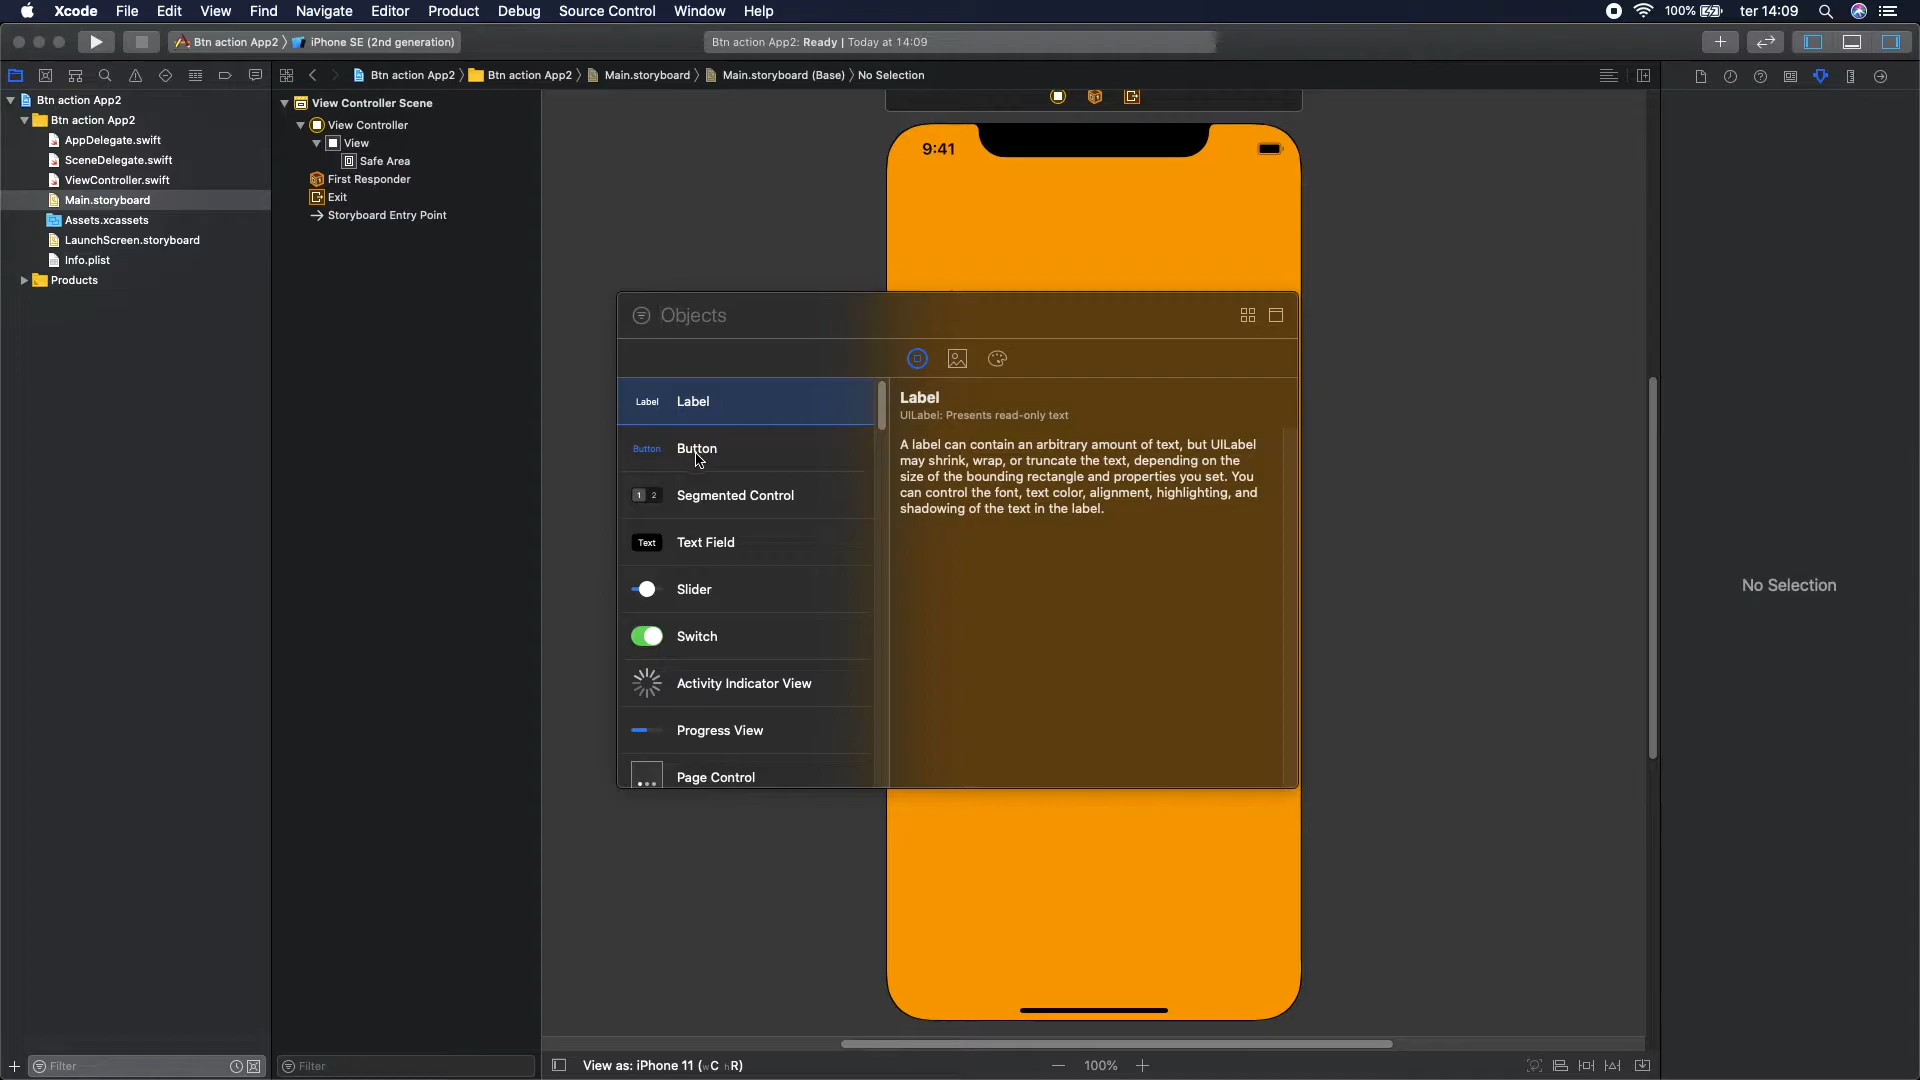 Xcode File Edit View Find Navigate Editor Product Debug Source Control Window Help 100% ter 14:09
Btn action App2 iPhone SE (2nd generation) Btn action App2: Ready | Today at 14:09
Btn action App2 Btn action App2 Main.storyboard Main.storyboard (Base) No Selection
Btn action App2
Btn action App2
AppDelegate.swift
SceneDelegate.swift
ViewController.swift
Main.storyboard
Assets.xcassets
LaunchScreen.storyboard
Info.plist
Products
View Controller Scene
View Controller
View
Safe Area
First Responder
Exit
Storyboard Entry Point
9:41
Objects
Label Label
Button Button
1 2 Segmented Control
Text Text Field
Slider
Switch
Activity Indicator View
Progress View
Page Control
Label
UILabel: Presents read-only text
A label can contain an arbitrary amount of text, but UILabel
may shrink, wrap, or truncate the text, depending on the
size of the bounding rectangle and properties you set. You
can control the font, text color, alignment, highlighting, and
shadowing of the text in the label.
No Selection
Filter
Filter
View as: iPhone 11 (wC hR)
100%